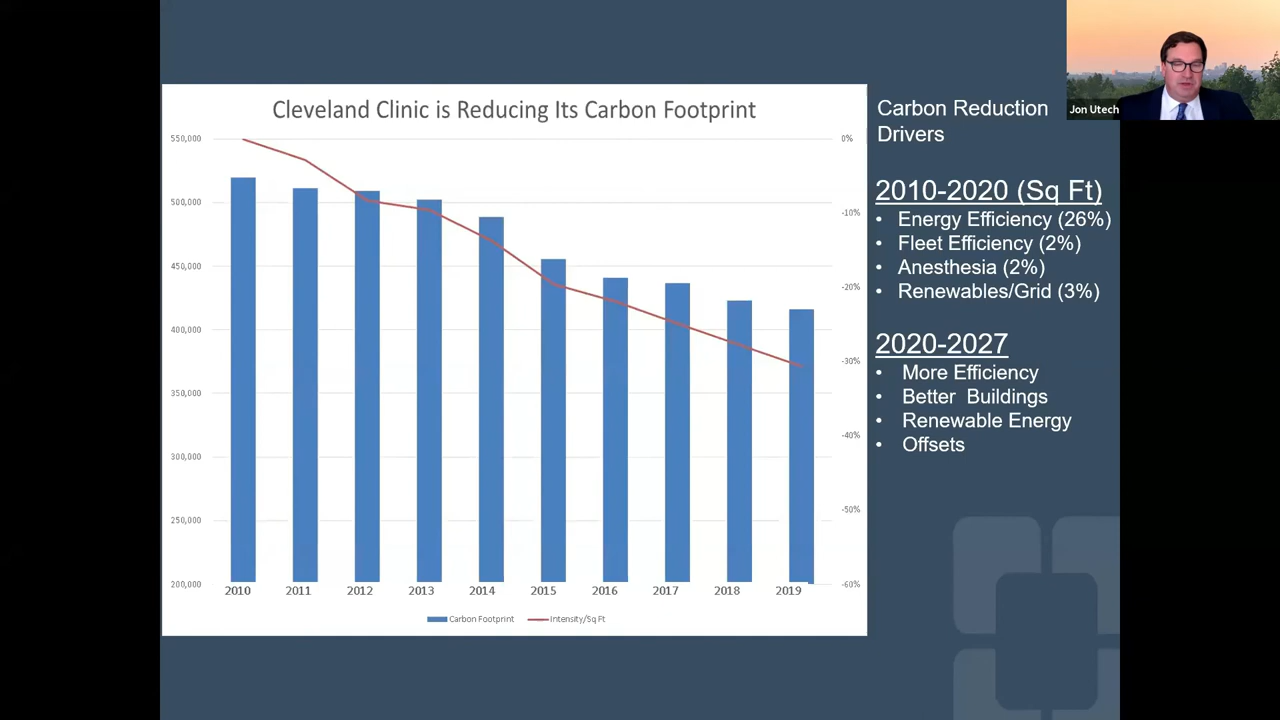 Jon Utech
Cleveland Clinic is Reducing Its Carbon Footprint
550,000
500,000
450,000
400,000
350,000
300,000
250,000
200,000
0%
-10%
-20%
-30%
-40%
-50%
-60%
2010 2011 2012 2013 2014 2015 2016 2017 2018 2019
Carbon Footprint Intensity/Sq Ft
Carbon Reduction
Drivers
2010-2020 (Sq Ft)
• Energy Efficiency (26%)
• Fleet Efficiency (2%)
• Anesthesia (2%)
• Renewables/Grid (3%)
2020-2027
• More Efficiency
• Better Buildings
• Renewable Energy
• Offsets